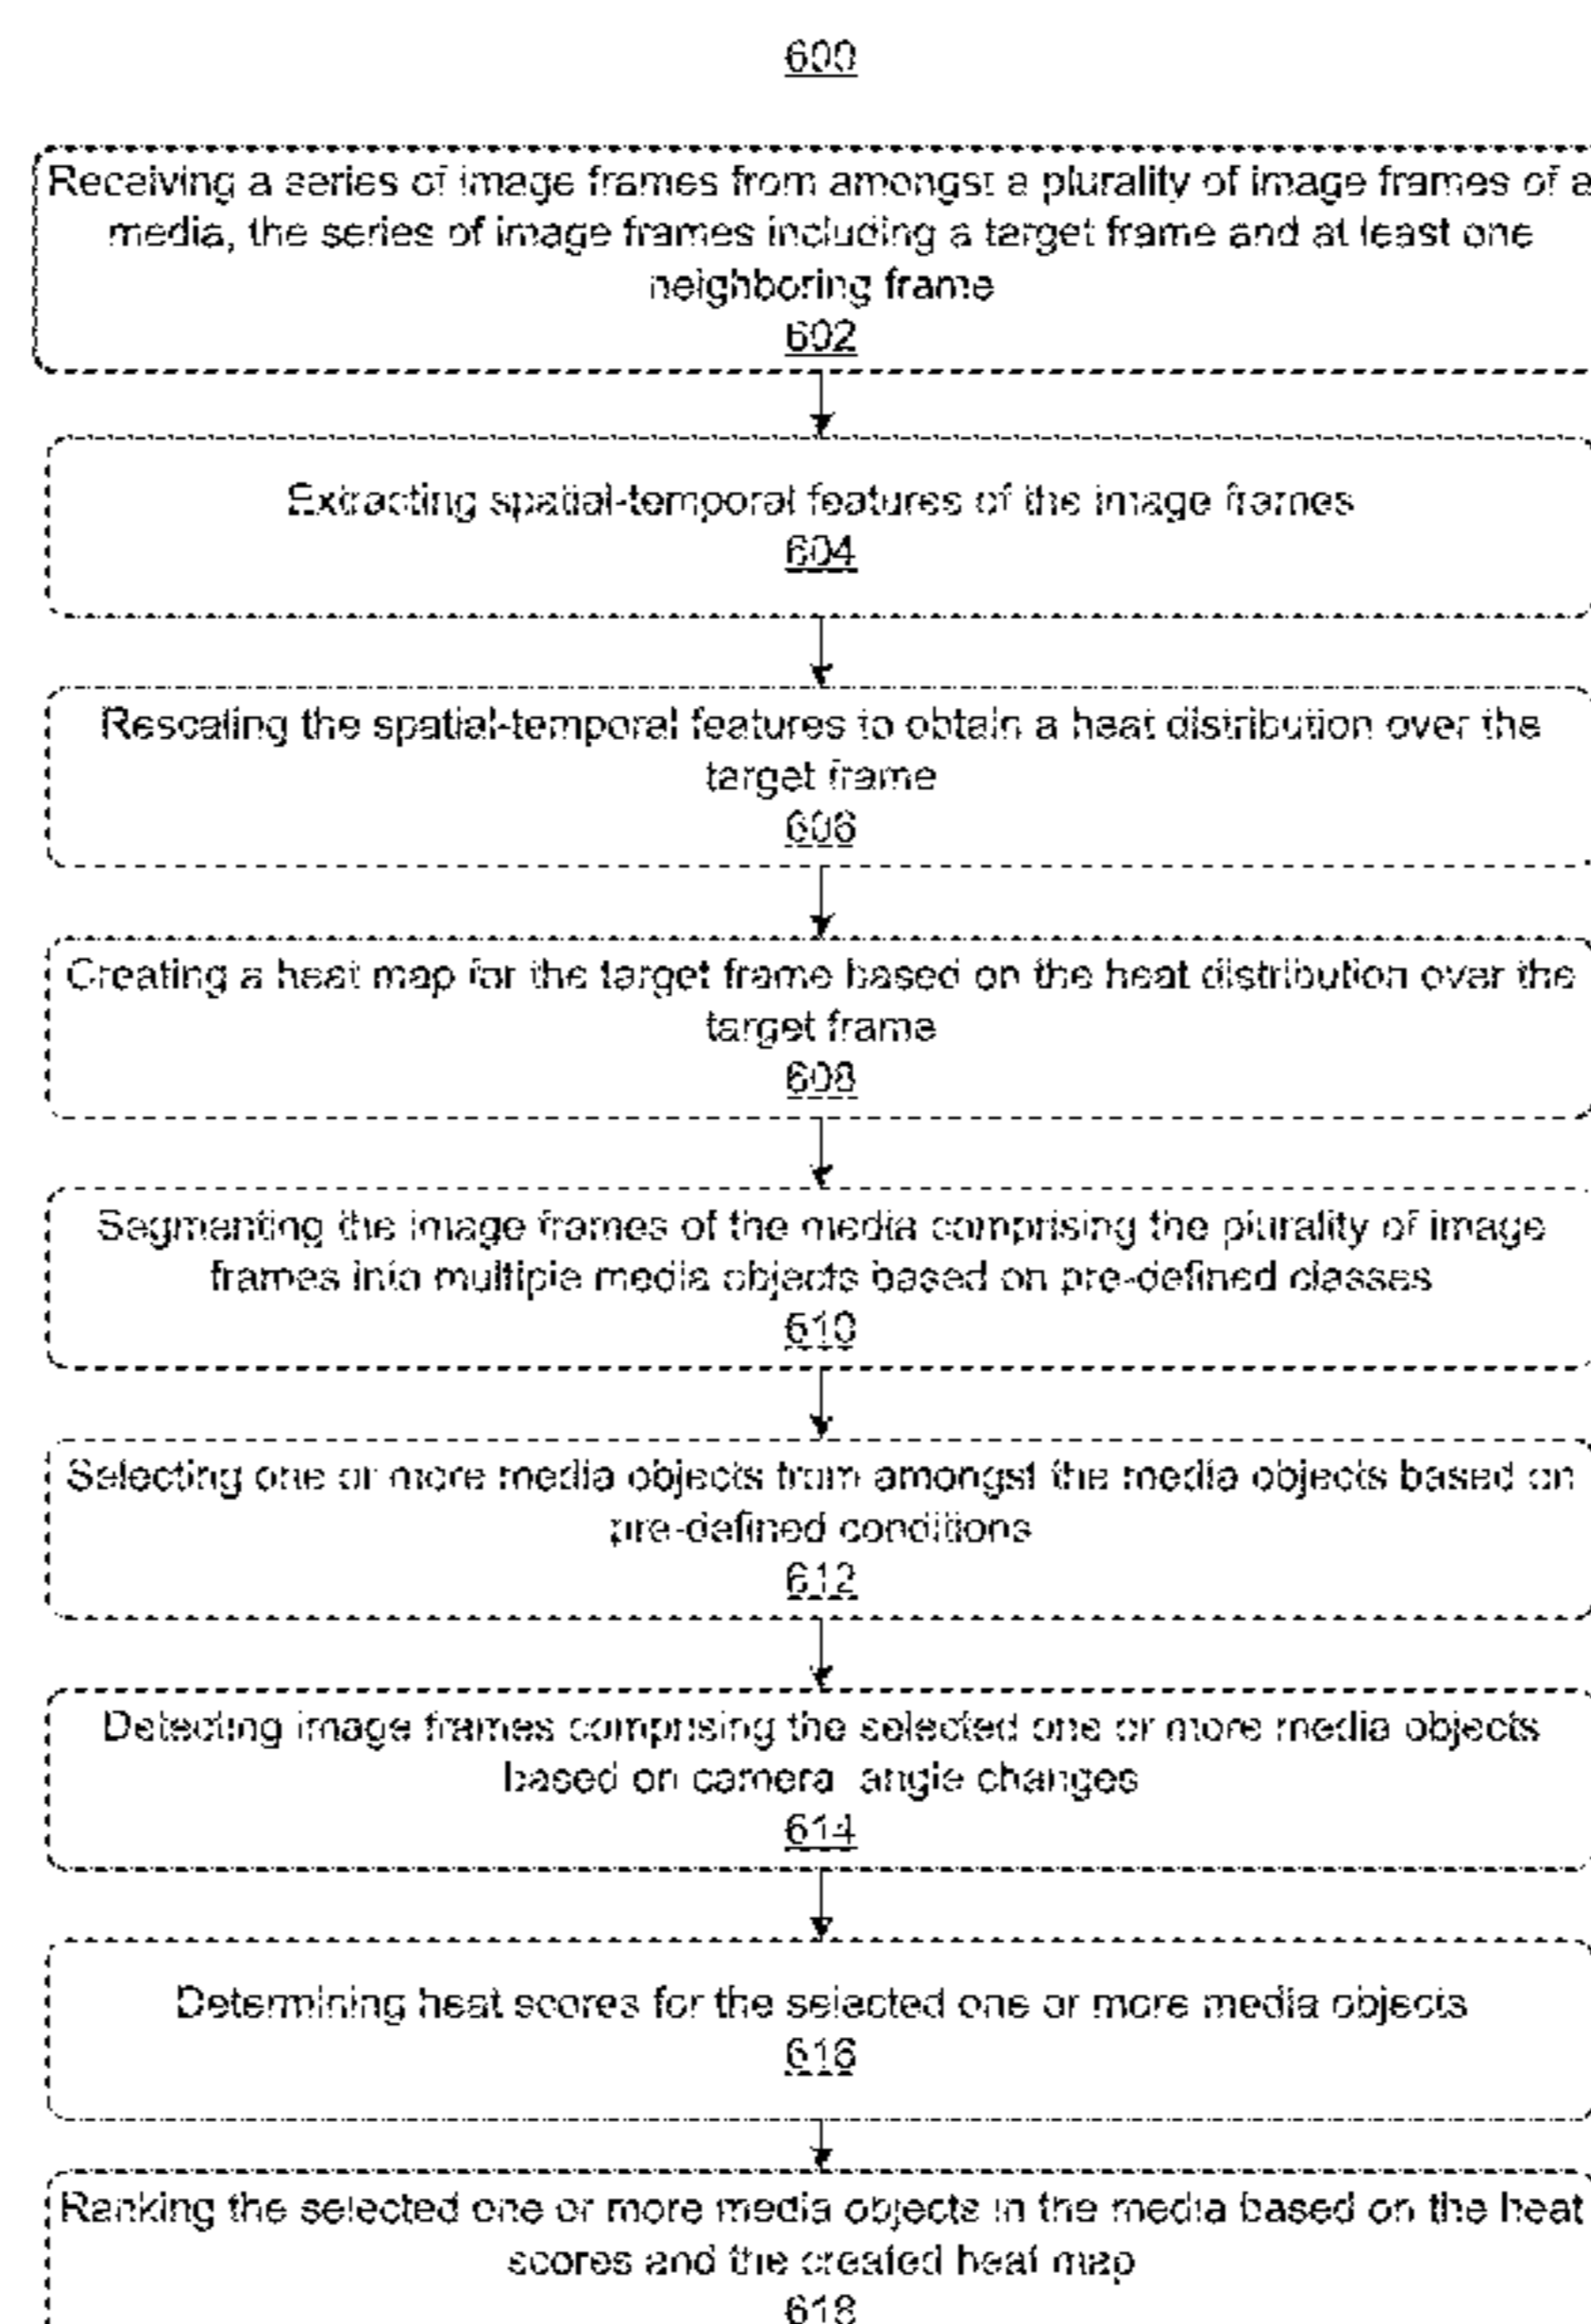 600
Receiving a series of image frames from amongst a plurality of image frames of a
media, the series of image frames including a target frame and at least one
neighboring frame
602
Extracting spatial-temporal features of the image frames
604
Rescaling the spatial-temporal features to obtain a heat distribution over the
target frame
606
Creating a heat map for the target frame based on the heat distribution over the
target frame
608
Segmenting the image frames of the media comprising the plurality of image
frames into multiple media objects based on pre-defined classes
610
Selecting one or more media objects from amongst the media objects based on
pre-defined conditions
612
Detecting image frames comprising the selected one or more media objects
based on camera angle changes
614
Determining heat scores for the selected one or more media objects
616
Ranking the selected one or more media objects in the media based on the heat
scores and the created heat map
618